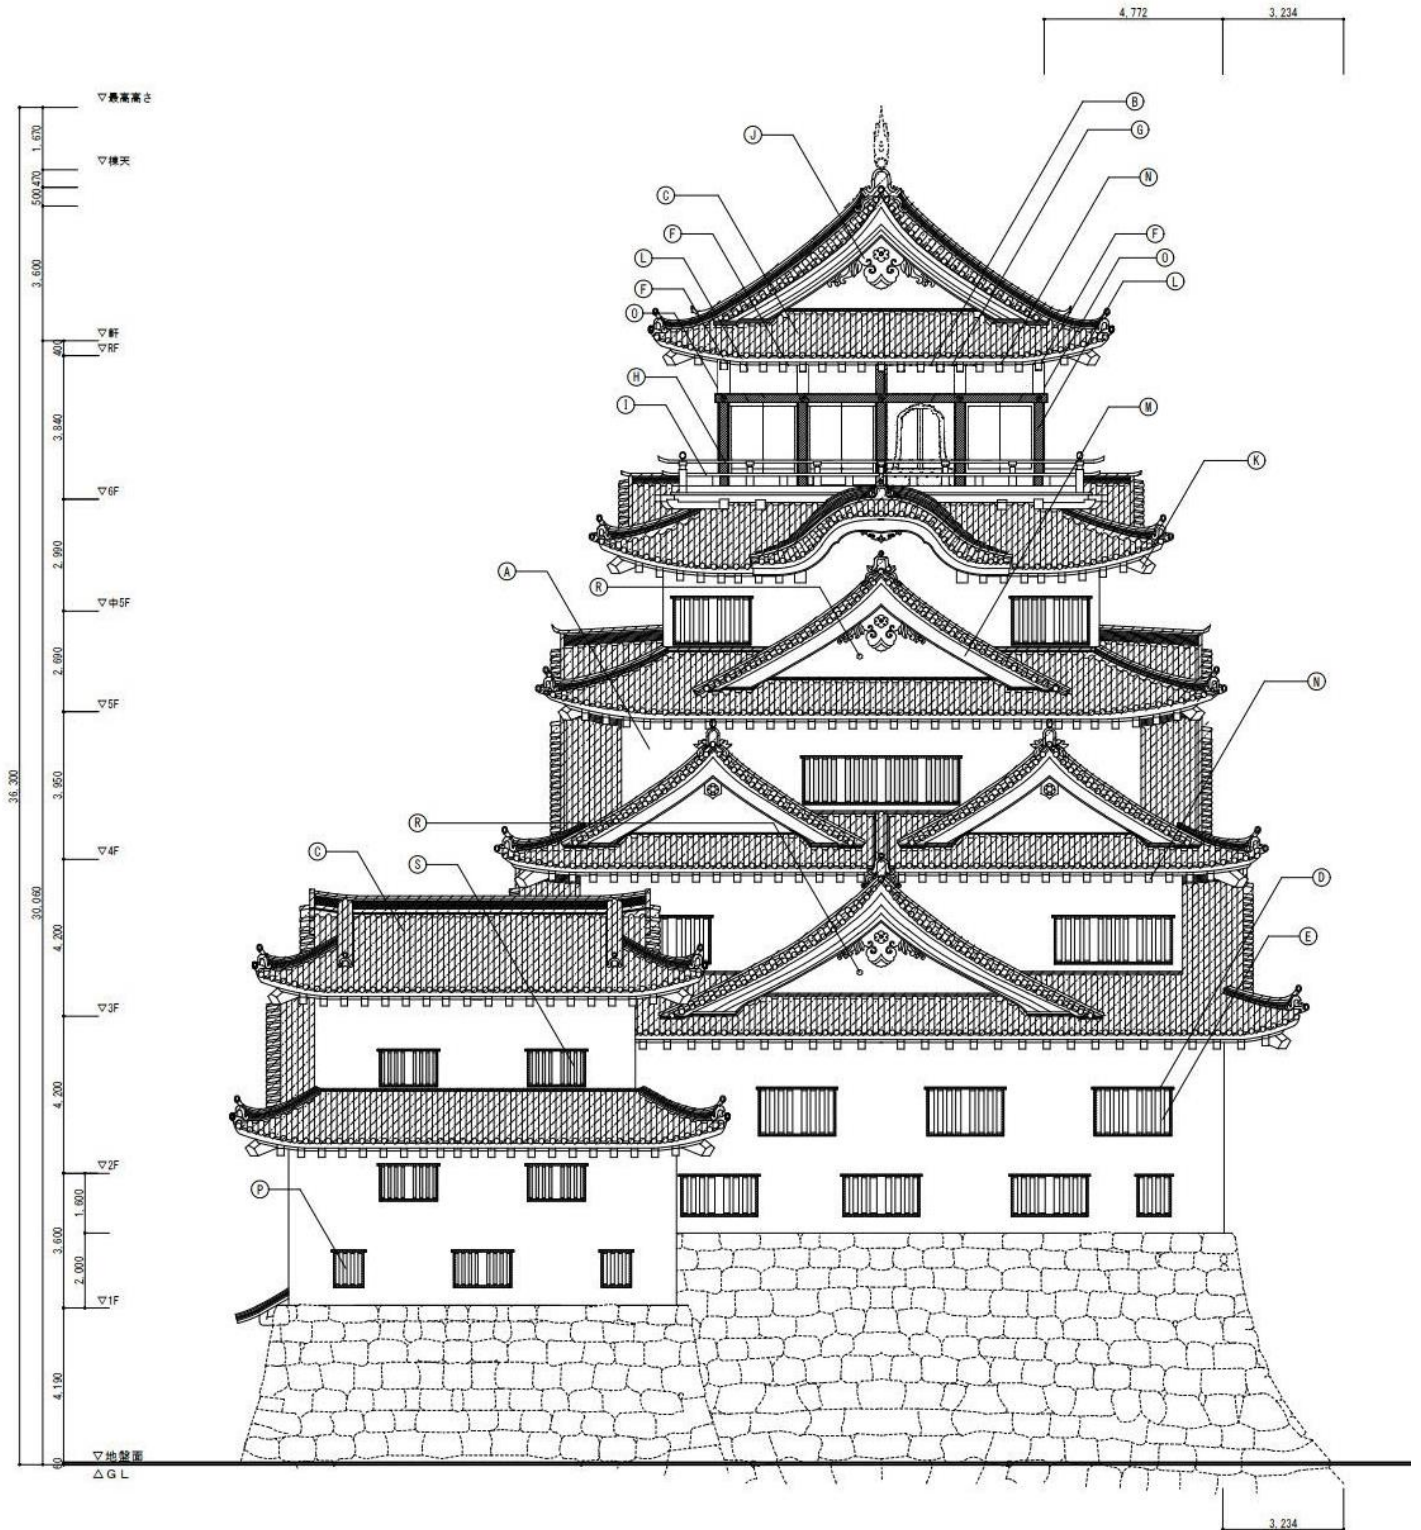 4,772
3,234
▽最高高さ
1,670
▽棟天
470
500
3,600
▽軒
400
▽RF
3,840
▽6F
2,990
▽中5F
2,690
▽5F
36,300
3,950
▽4F
30,060
4,200
▽3F
4,200
▽2F
1,600
3,600
2,000
▽1F
4,190
▽地盤面
60
△GL
B
J
G
N
C
F
F
L
O
F
L
O
H
I
M
K
A
R
N
R
C
S
D
E
P
3,234